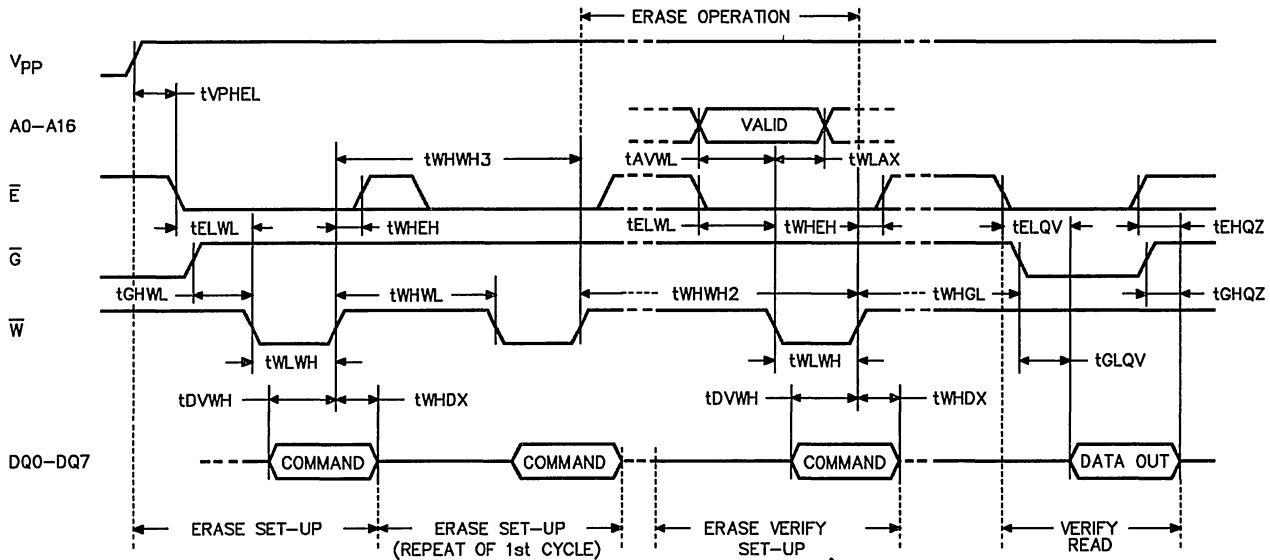 ERASE OPERATION
VPP
tVPHEL
A0-A16
VALID
tWHWH3
tAVWL
tWLAX
E
tELWL
tWHEH
tELWL
tWHEH
tELQV
tEHQZ
G
tGHWL
tWHWL
tWHWH2
tWHGL
tGHQZ
W
tWLWH
tWLWH
tGLQV
tDVWH
tWHDX
tDVWH
tWHDX
DQ0-DQ7
COMMAND
COMMAND
COMMAND
DATA OUT
ERASE SET-UP
ERASE SET-UP
(REPEAT OF 1st CYCLE)
ERASE VERIFY
SET-UP
VERIFY
READ